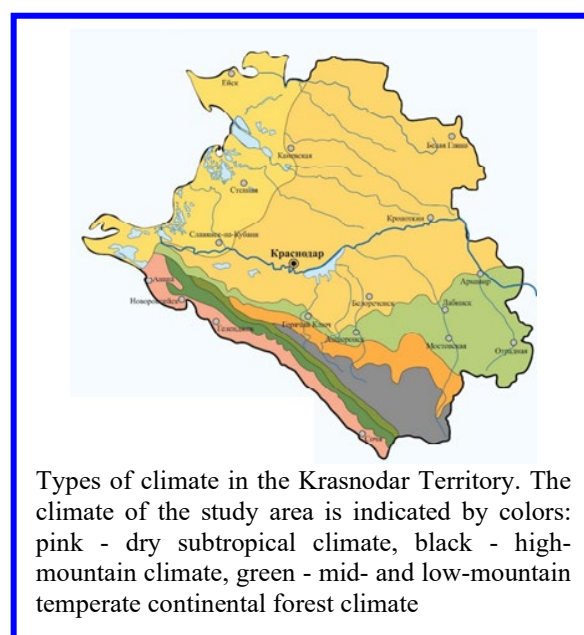 Ейск
Белая Глина
Каневская
Степная
Кропоткин
Славянск-на-Кубани
Краснодар
Армавир
Анапа
Белореченск
Лабинск
Новороссийск
Горячий Ключ
Геленджик
Мостовская
Отрадная
Сочи
Types of climate in the Krasnodar Territory. The
climate of the study area is indicated by colors:
pink - dry subtropical climate, black - high-
mountain climate, green - mid- and low-mountain
temperate continental forest climate